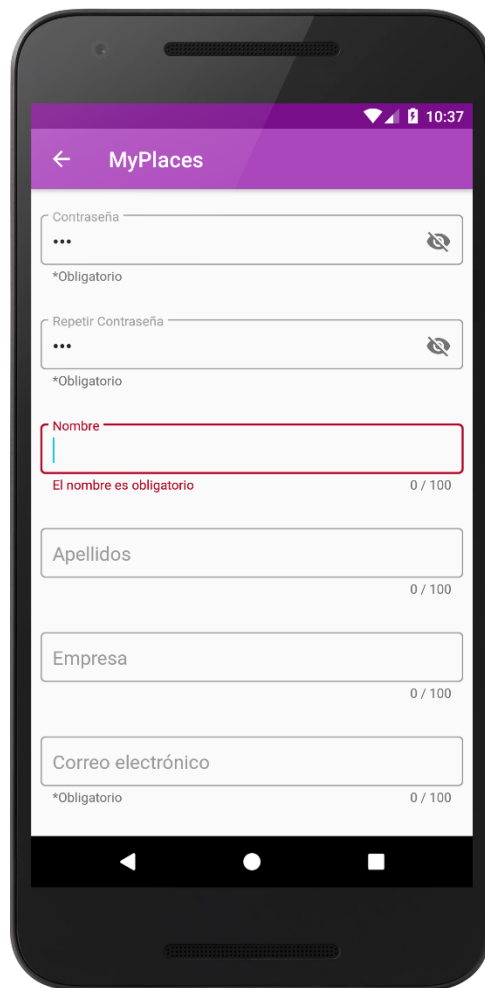 10:37
MyPlaces
Contraseña
•••
*Obligatorio
Repetir Contraseña
•••
*Obligatorio
Nombre
El nombre es obligatorio 0 / 100
Apellidos
0 / 100
Empresa
0 / 100
Correo electrónico
*Obligatorio 0 / 100